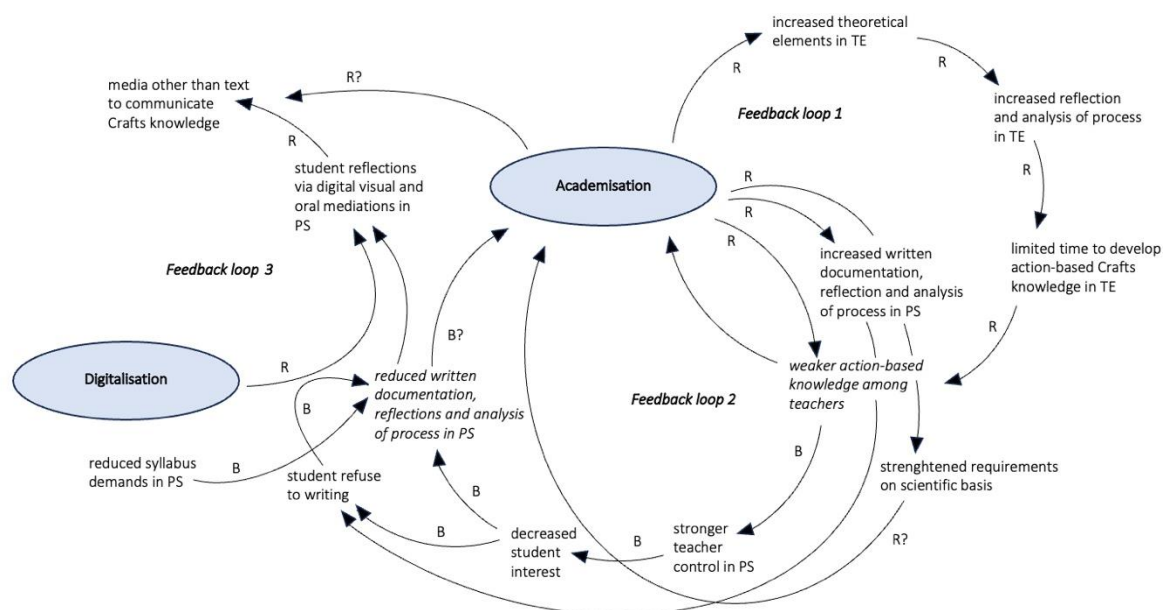 increased theoretical
elements in TE
R
R
media other than text
to communicate
Crafts knowledge
R?
Feedback loop 1
increased reflection
and analysis of process
in TE
R
student reflections
via digital visual and
oral mediations in
PS
Academisation
R
R
R
Feedback loop 3
increased written
documentation,
reflection and analysis
of process in PS
limited time to develop
action-based Crafts
knowledge in TE
R
Digitalisation
R
B?
reduced written
documentation,
reflections and analysis
of process in PS
Feedback loop 2
weaker action-based
knowledge among
teachers
B
reduced syllabus
demands in PS
B
student refuse
to writing
B
B
strenghtened requirements
on scientific basis
B
decreased
student
interest
B
stronger
teacher
control in PS
R?